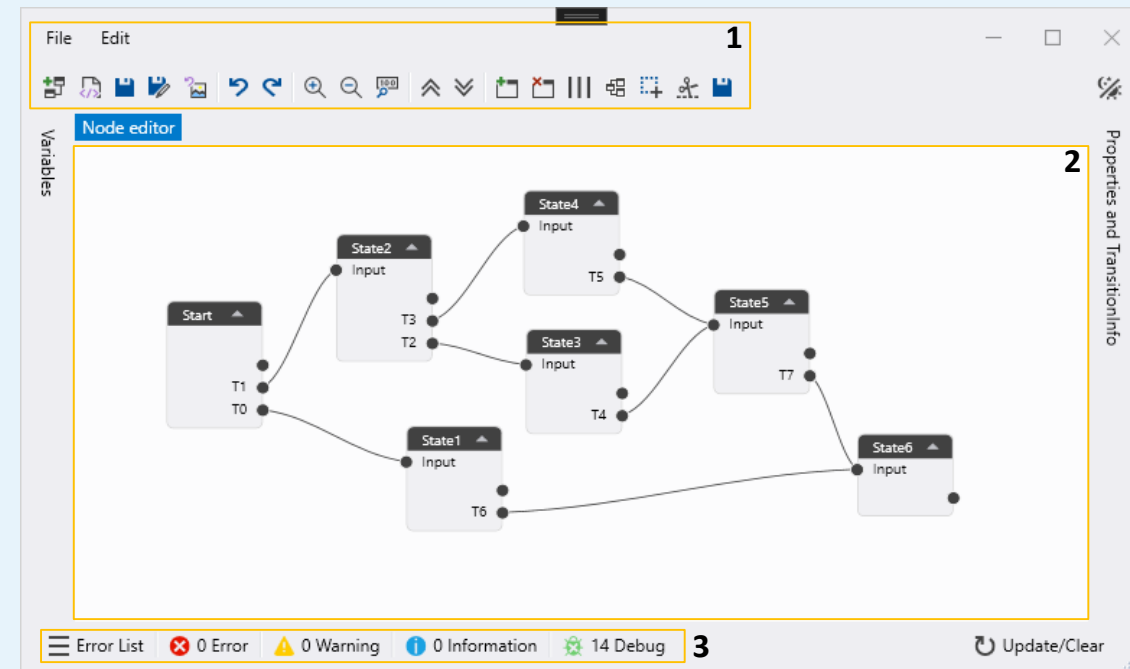 File Edit 1
100
Node editor
Variables
Properties and TransitionInfo
2
State4
Input
T5
State2
Input
T3
T2
State5
Input
T7
Start
T1
T0
State3
Input
T4
State1
Input
T6
State6
Input
Error List 0 Error 0 Warning 0 Information 14 Debug 3 Update/Clear